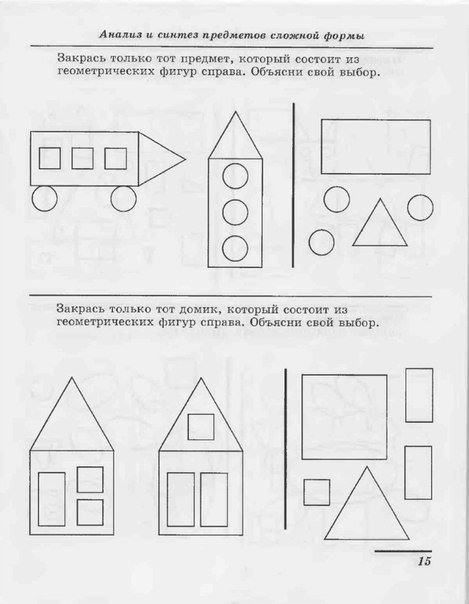 Анализ и синтез предметов сложной формы
Закрась только тот предмет, который состоит из
геометрических фигур справа. Объясни свой выбор.
Закрась только тот домик, который состоит из
геометрических фигур справа. Объясни свой выбор.
15